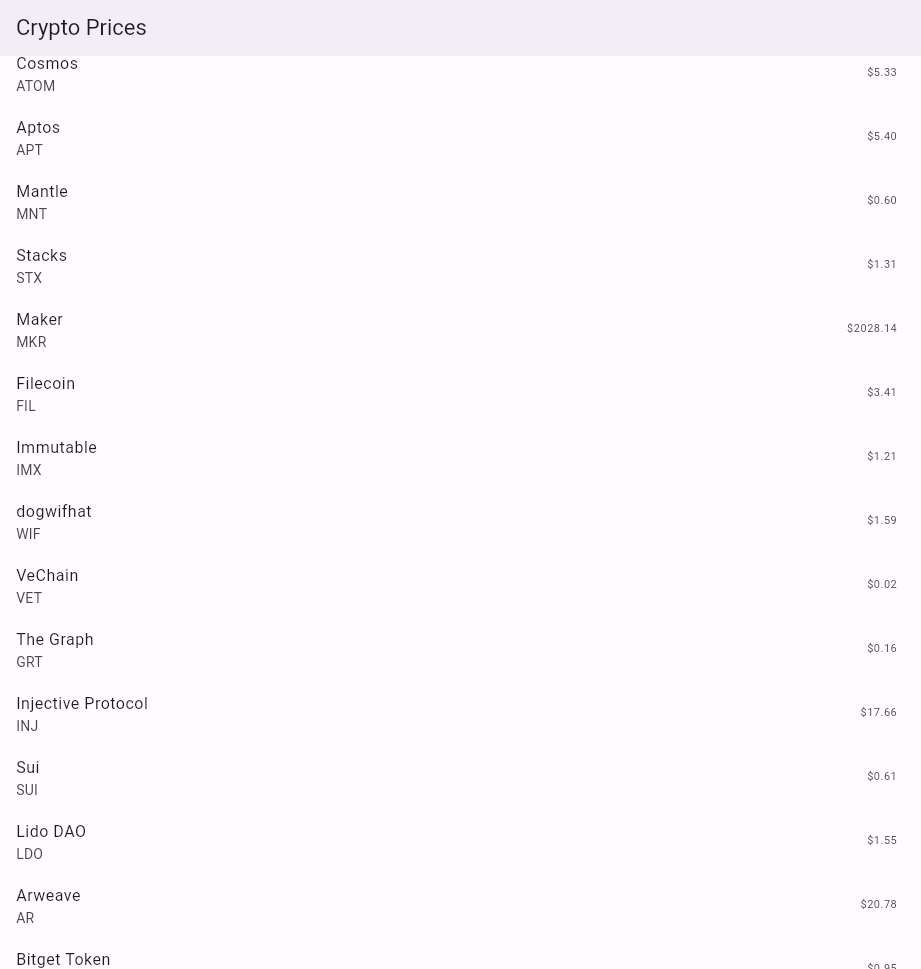 Crypto Prices
Cosmos
ATOM
$5.33
Aptos
APT
$5.40
Mantle
MNT
$0.60
Stacks
STX
$1.31
Maker
MKR
$2028.14
Filecoin
FIL
$3.41
Immutable
IMX
$1.21
dogwifhat
WIF
$1.59
VeChain
VET
$0.02
The Graph
GRT
$0.16
Injective Protocol
INJ
$17.66
Sui
SUI
$0.61
Lido DAO
LDO
$1.55
Arweave
AR
$20.78
Bitget Token
$0.95